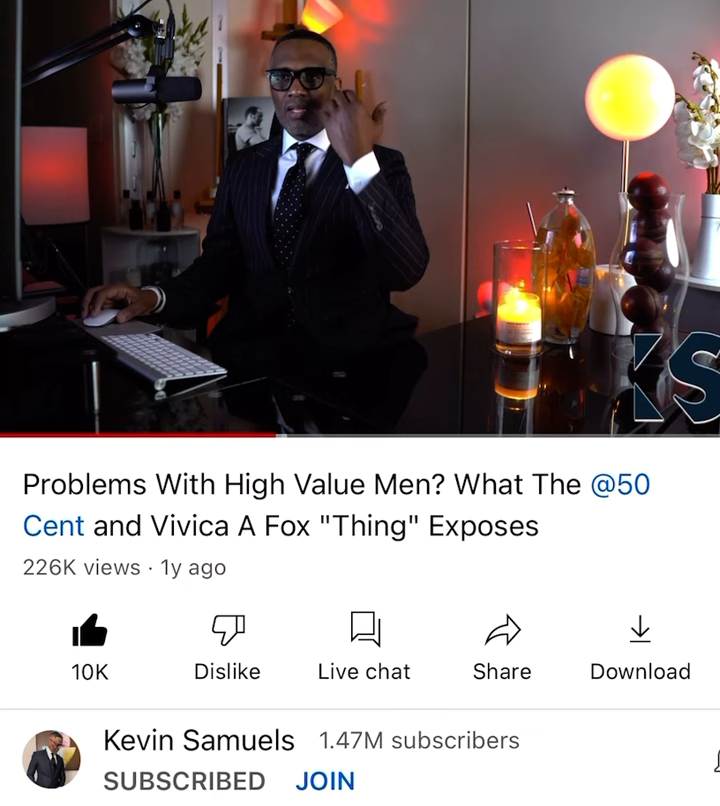 KS
Problems With High Value Men? What The @50
Cent and Vivica A Fox "Thing" Exposes
226K views · 1y ago
10K
Dislike
Live chat
Share
Download
Kevin Samuels 1.47M subscribers
SUBSCRIBED JOIN